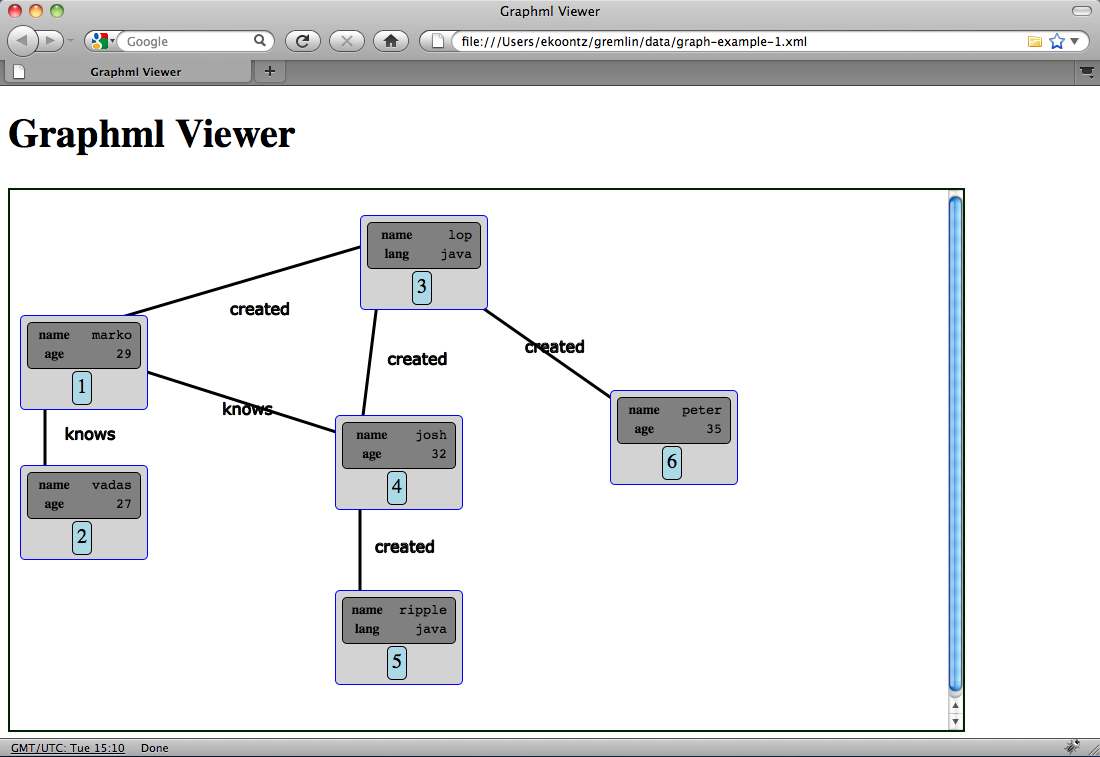 Graphml Viewer
Google
file:///Users/ekoontz/gremlin/data/graph-example-1.xml
Graphml Viewer
Graphml Viewer
name lop
lang java
3
created
name marko
age 29
1
created
created
knows
knows
name josh
age 32
4
name peter
age 35
6
name vadas
age 27
2
created
name ripple
lang java
5
GMT/UTC: Tue 15:10 Done